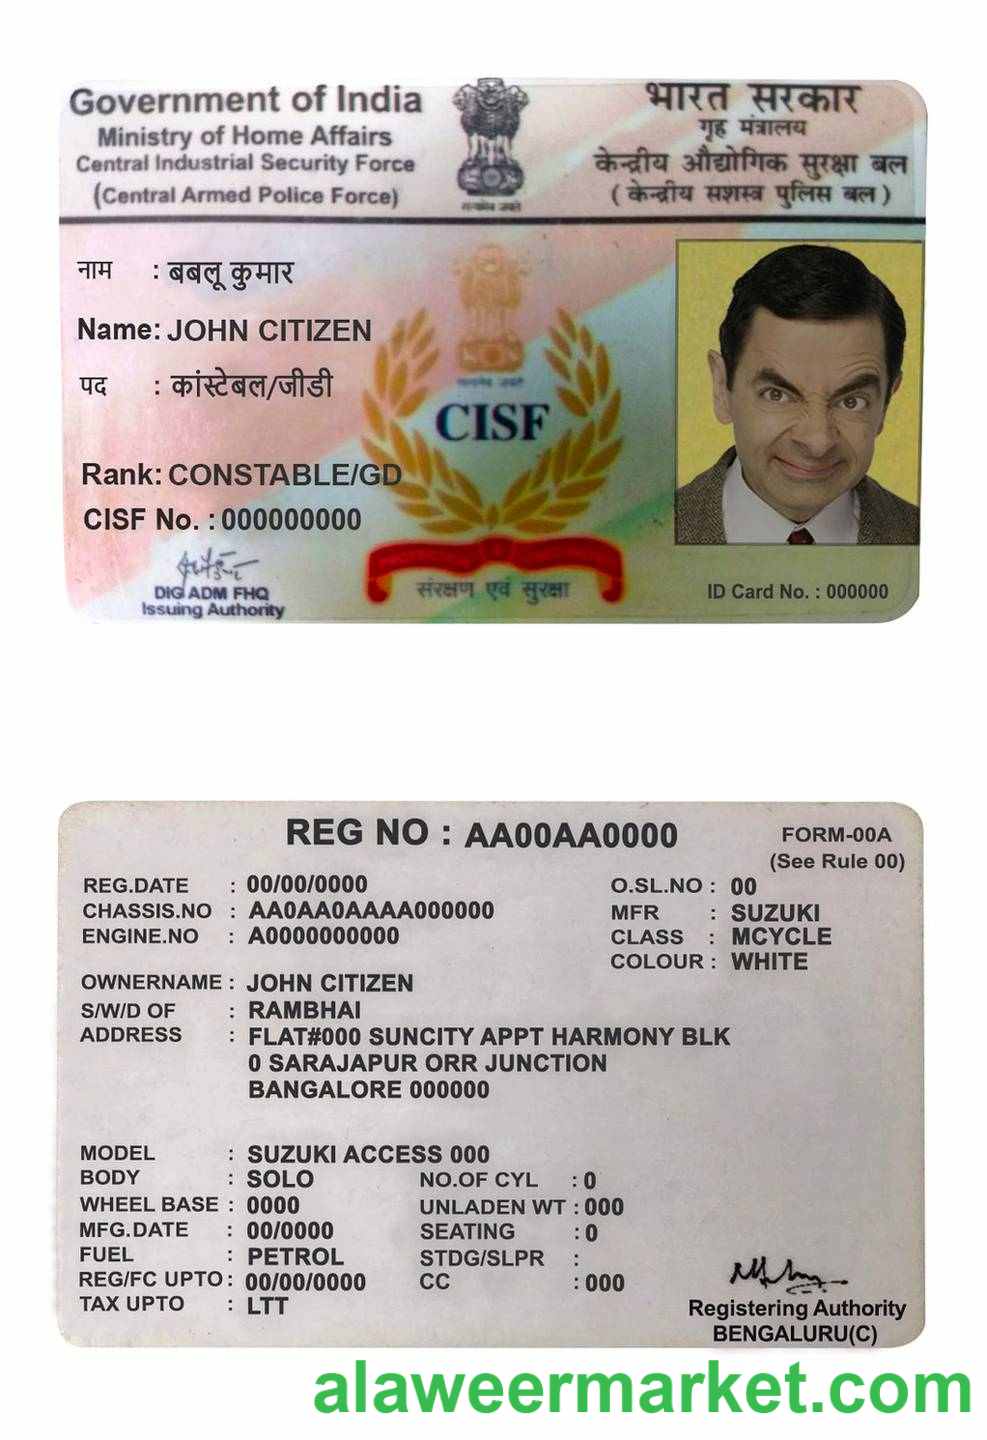 Government of India
Ministry of Home Affairs
Central Industrial Security Force
(Central Armed Police Force)
भारत सरकार
गृह मंत्रालय
केन्द्रीय औद्योगिक सुरक्षा बल
( केन्द्रीय सशस्त्र पुलिस बल )
नाम : बबलू कुमार
Name: JOHN CITIZEN
पद : कांस्टेबल/जीडी
Rank: CONSTABLE/GD
CISF No. : 000000000
CISF
संरक्षण एवं सुरक्षा
DIG ADM FHQ
Issuing Authority
ID Card No. : 000000
REG NO : AA00AA0000
FORM-00A
(See Rule 00)
REG.DATE : 00/00/0000
O.SL.NO : 00
CHASSIS.NO : AA0AA0AAAA000000
MFR : SUZUKI
ENGINE.NO : A0000000000
CLASS : MCYCLE
COLOUR : WHITE
OWNERNAME : JOHN CITIZEN
S/W/D OF : RAMBHAI
ADDRESS : FLAT#000 SUNCITY APPT HARMONY BLK
0 SARAJAPUR ORR JUNCTION
BANGALORE 000000
MODEL : SUZUKI ACCESS 000
BODY : SOLO NO.OF CYL : 0
WHEEL BASE : 0000 UNLADEN WT : 000
MFG.DATE : 00/0000 SEATING : 0
FUEL : PETROL STDG/SLPR :
REG/FC UPTO : 00/00/0000 CC : 000
TAX UPTO : LTT
Registering Authority
BENGALURU(C)
alaweermarket.com